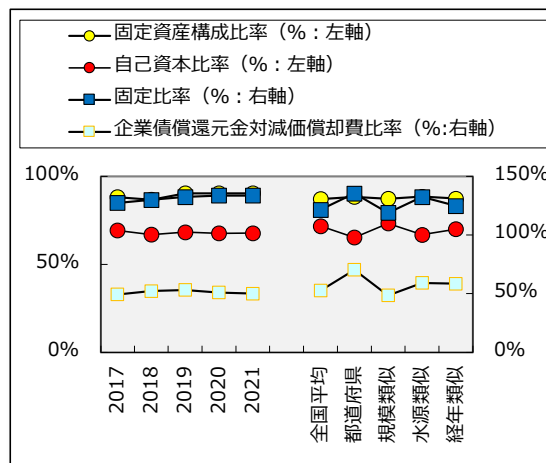 固定資産構成比率（%：左軸）
自己資本比率（%：左軸）
固定比率（%：右軸）
企業債償還元金対減価償却費比率（%:右軸）
100%
50%
0%
150%
100%
50%
0%
2017
2018
2019
2020
2021
全国平均
都道府県
規模類似
水源類似
経年類似